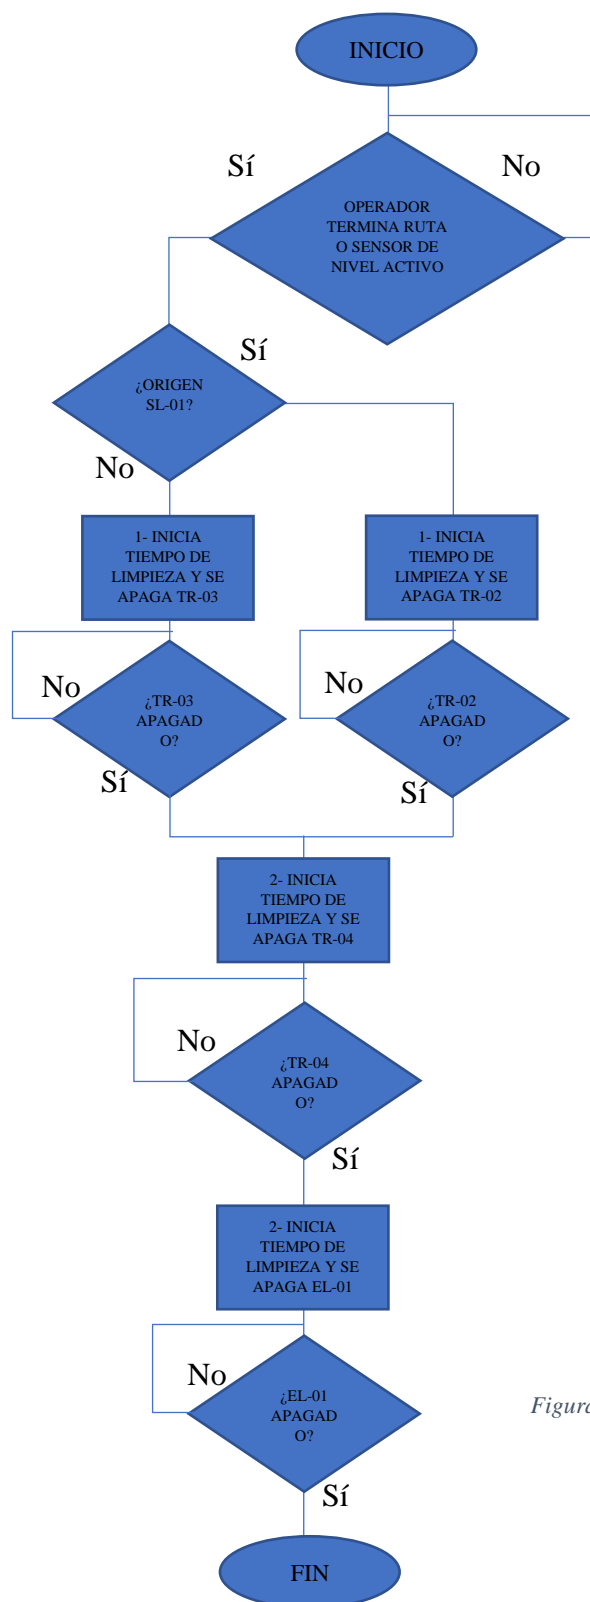 INICIO
Sí
No
OPERADOR
TERMINA RUTA
O SENSOR DE
NIVEL ACTIVO
Sí
¿ORIGEN
SL-01?
No
1- INICIA
TIEMPO DE
LIMPIEZA Y SE
APAGA TR-03
1- INICIA
TIEMPO DE
LIMPIEZA Y SE
APAGA TR-02
No
¿TR-03
APAGAD
O?
Sí
No
¿TR-02
APAGAD
O?
Sí
2- INICIA
TIEMPO DE
LIMPIEZA Y SE
APAGA TR-04
No
¿TR-04
APAGAD
O?
Sí
2- INICIA
TIEMPO DE
LIMPIEZA Y SE
APAGA EL-01
No
¿EL-01
APAGAD
O?
Sí
Figura
FIN